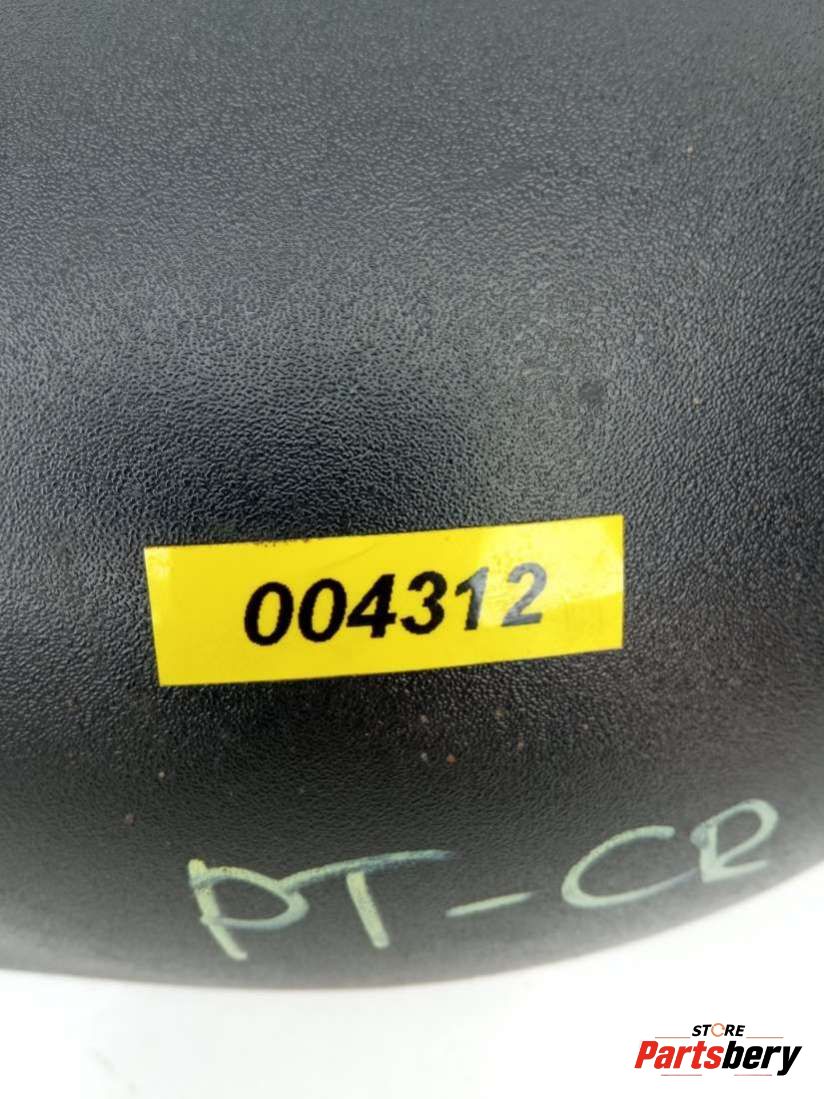 004312
PT-CR
STORE
Partsbery